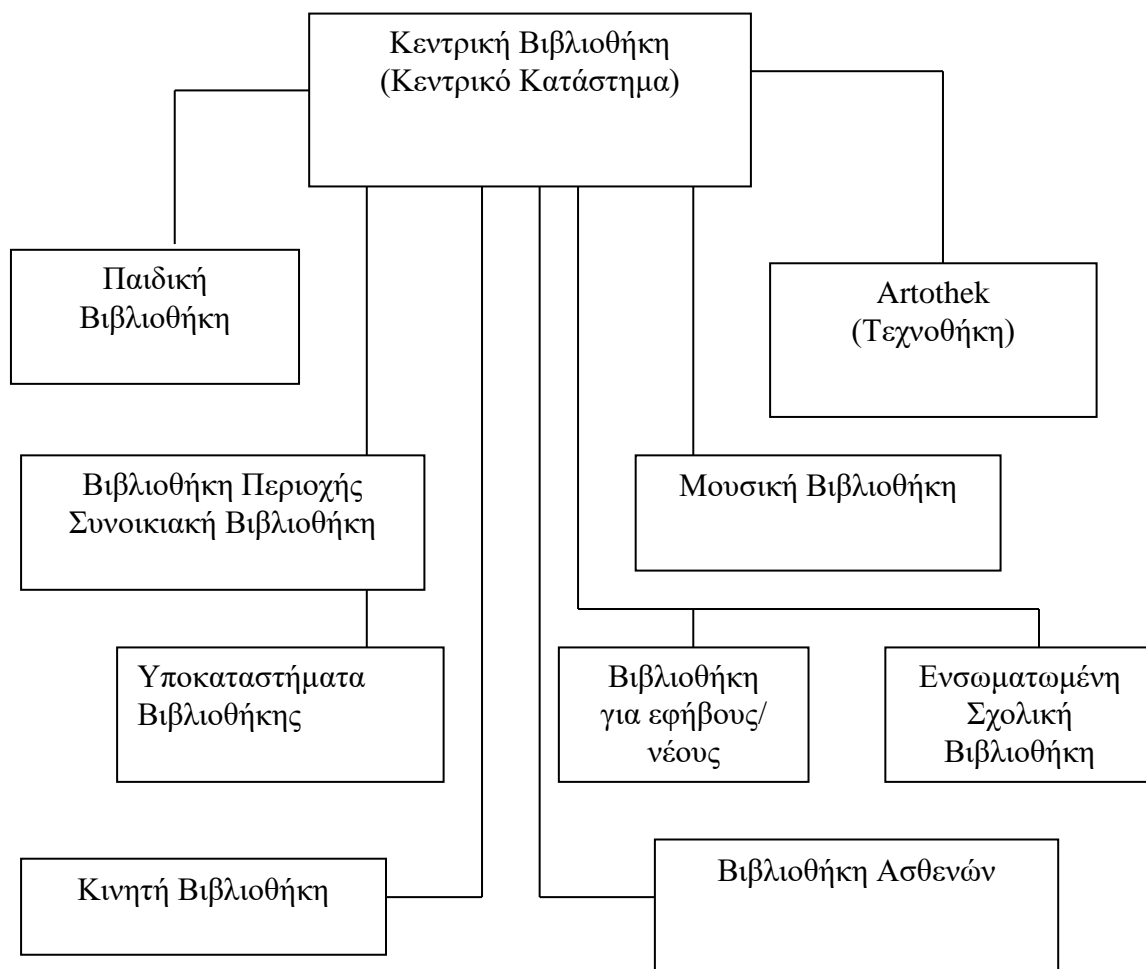 Κεντρική Βιβλιοθήκη
(Κεντρικό Κατάστημα)
Παιδική
Βιβλιοθήκη
Artothek
(Τεχνοθήκη)
Βιβλιοθήκη Περιοχής
Συνοικιακή Βιβλιοθήκη
Μουσική Βιβλιοθήκη
Υποκαταστήματα
Βιβλιοθήκης
Βιβλιοθήκη
για εφήβους/
νέους
Ενσωματωμένη
Σχολική
Βιβλιοθήκη
Κινητή Βιβλιοθήκη
Βιβλιοθήκη Ασθενών